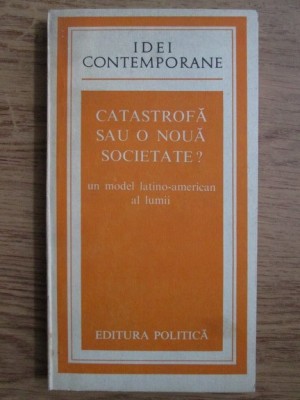 IDEI
CONTEMPORANE
CATASTROFĂ
SAU O NOUĂ
SOCIETATE?
un model latino-american
al lumii
EDITURA POLITICĂ